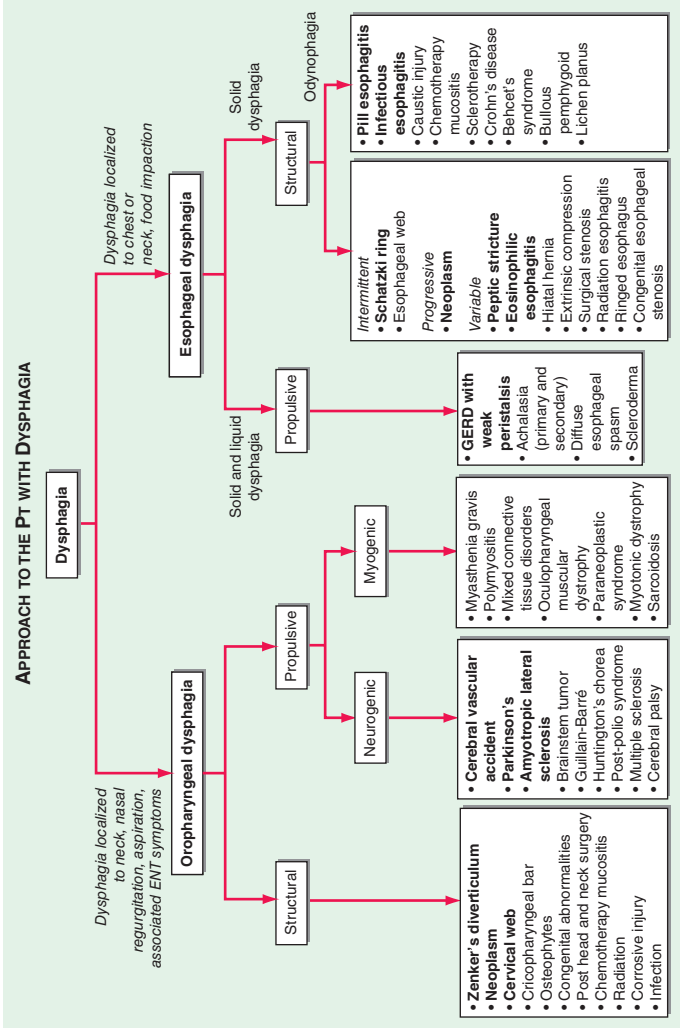 APPROACH TO THE PT WITH DYSPHAGIA
Dysphagia
Dysphagia localized
to neck, nasal
regurgitation, aspiration,
associated ENT symptoms
Dysphagia localized
to chest or
neck, food impaction
Oropharyngeal dysphagia
Esophageal dysphagia
Structural
Propulsive
Neurogenic
Myogenic
Solid and liquid
dysphagia
Propulsive
Solid
dysphagia
Structural
Odynophagia
• Zenker's diverticulum
• Neoplasm
• Cervical web
• Cricopharyngeal bar
• Osteophytes
• Congenital abnormalities
• Post head and neck surgery
• Chemotherapy mucositis
• Radiation
• Corrosive injury
• Infection
• Cerebral vascular
accident
• Parkinson's
• Amyotropic lateral
sclerosis
• Brainstem tumor
• Guillain-Barré
• Huntington's chorea
• Post-polio syndrome
• Multiple sclerosis
• Cerebral palsy
• Myasthenia gravis
• Polymyositis
• Mixed connective
tissue disorders
• Oculopharyngeal
muscular
dystrophy
• Paraneoplastic
syndrome
• Myotonic dystrophy
• Sarcoidosis
• GERD with
weak
peristalsis
• Achalasia
(primary and
secondary)
• Diffuse
esophageal
spasm
• Scleroderma
Intermittent
• Schatzki ring
• Esophageal web
Progressive
• Neoplasm
Variable
• Peptic stricture
• Eosinophilic
esophagitis
• Hiatal hernia
• Extrinsic compression
• Surgical stenosis
• Radiation esophagitis
• Ringed esophagus
• Congenital esophageal
stenosis
• Pill esophagitis
• Infectious
esophagitis
• Caustic injury
• Chemotherapy
mucositis
• Sclerotherapy
• Crohn's disease
• Behcet's
syndrome
• Bullous
pemphygoid
• Lichen planus